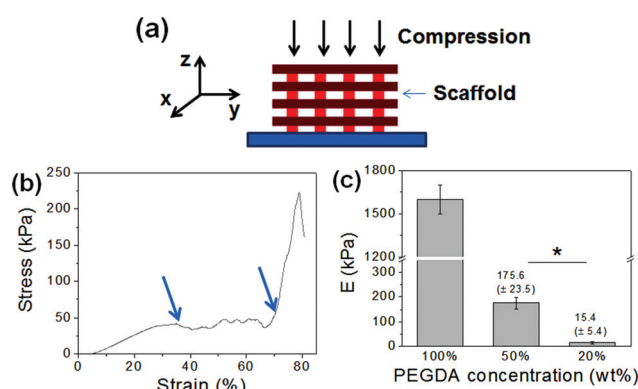 (a)
Compression
z
x
y
Scaffold
(b)
Stress (kPa)
250
200
150
100
50
0
0 20 40 60 80
Strain (%)
(c)
E (kPa)
1800
1500
1200
200
100
0
175.6
(± 23.5)
*
15.4
(± 5.4)
100% 50% 20%
PEGDA concentration (wt%)